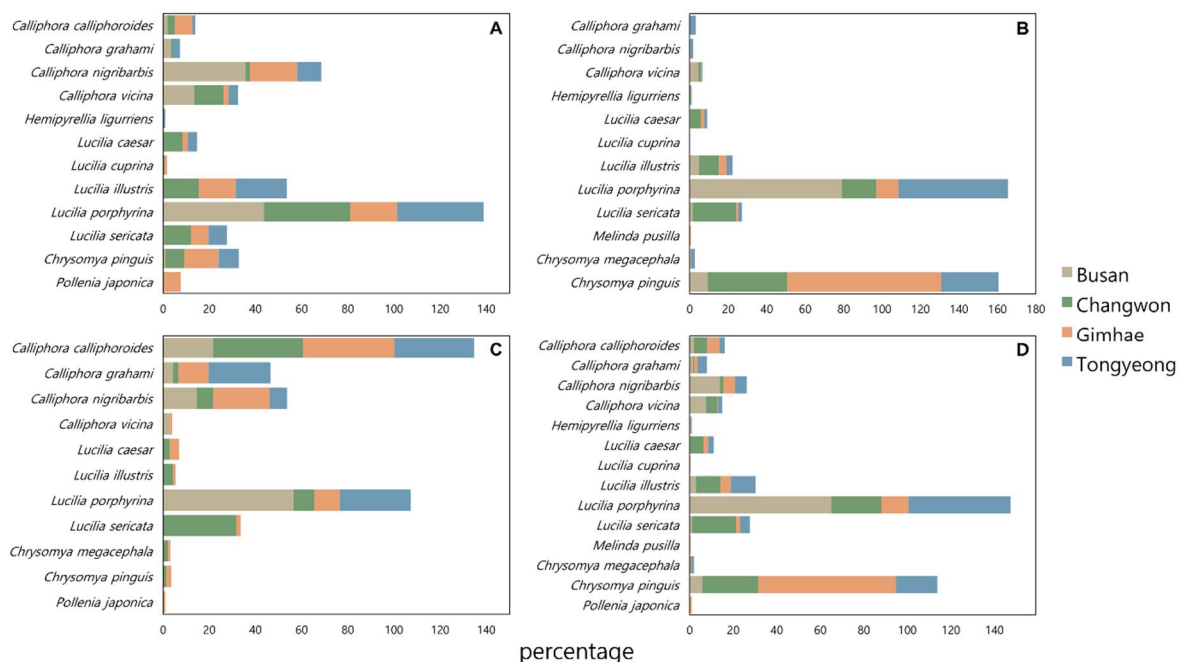 Calliphora calliphoroides
Calliphora grahami
Calliphora nigribarbis
Calliphora vicina
Hemipyrellia ligurriens
Lucilia caesar
Lucilia cuprina
Lucilia illustris
Lucilia porphyrina
Lucilia sericata
Chrysomya pinguis
Pollenia japonica
A
0 20 40 60 80 100 120 140
Calliphora grahami
Calliphora nigribarbis
Calliphora vicina
Hemipyrellia ligurriens
Lucilia caesar
Lucilia cuprina
Lucilia illustris
Lucilia porphyrina
Lucilia sericata
Melinda pusilla
Chrysomya megacephala
Chrysomya pinguis
B
0 20 40 60 80 100 120 140 160 180
Busan
Changwon
Gimhae
Tongyeong
Calliphora calliphoroides
Calliphora grahami
Calliphora nigribarbis
Calliphora vicina
Lucilia caesar
Lucilia illustris
Lucilia porphyrina
Lucilia sericata
Chrysomya megacephala
Chrysomya pinguis
Pollenia japonica
C
0 20 40 60 80 100 120 140
Calliphora calliphoroides
Calliphora grahami
Calliphora nigribarbis
Calliphora vicina
Hemipyrellia ligurriens
Lucilia caesar
Lucilia cuprina
Lucilia illustris
Lucilia porphyrina
Lucilia sericata
Melinda pusilla
Chrysomya megacephala
Chrysomya pinguis
Pollenia japonica
D
0 20 40 60 80 100 120 140
percentage